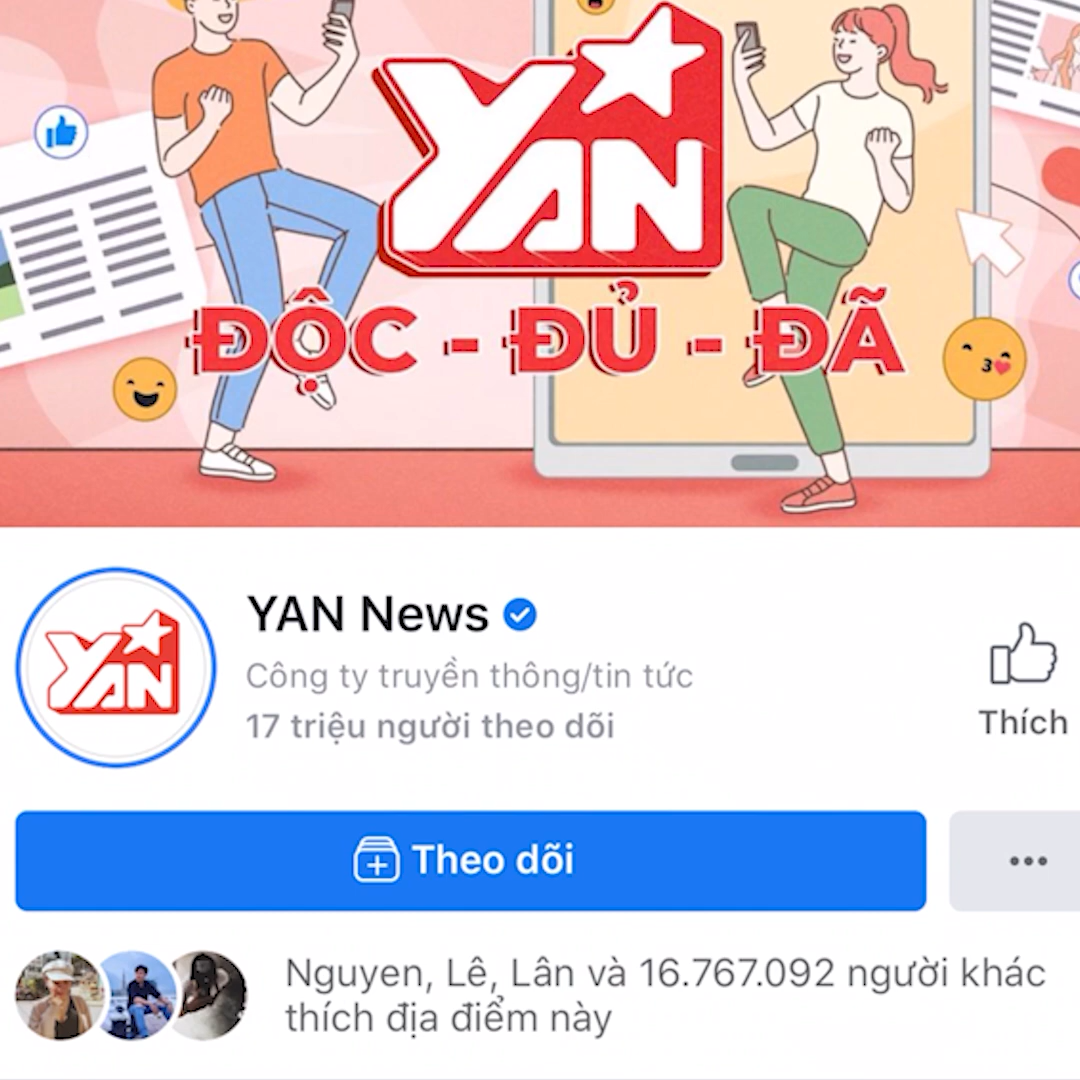 YAN
ĐỘC - ĐỦ - ĐÃ
YAN
YAN News
Công ty truyền thông/tin tức
17 triệu người theo dõi
Thích
Theo dõi
Nguyen, Lê, Lân và 16.767.092 người khác
thích địa điểm này